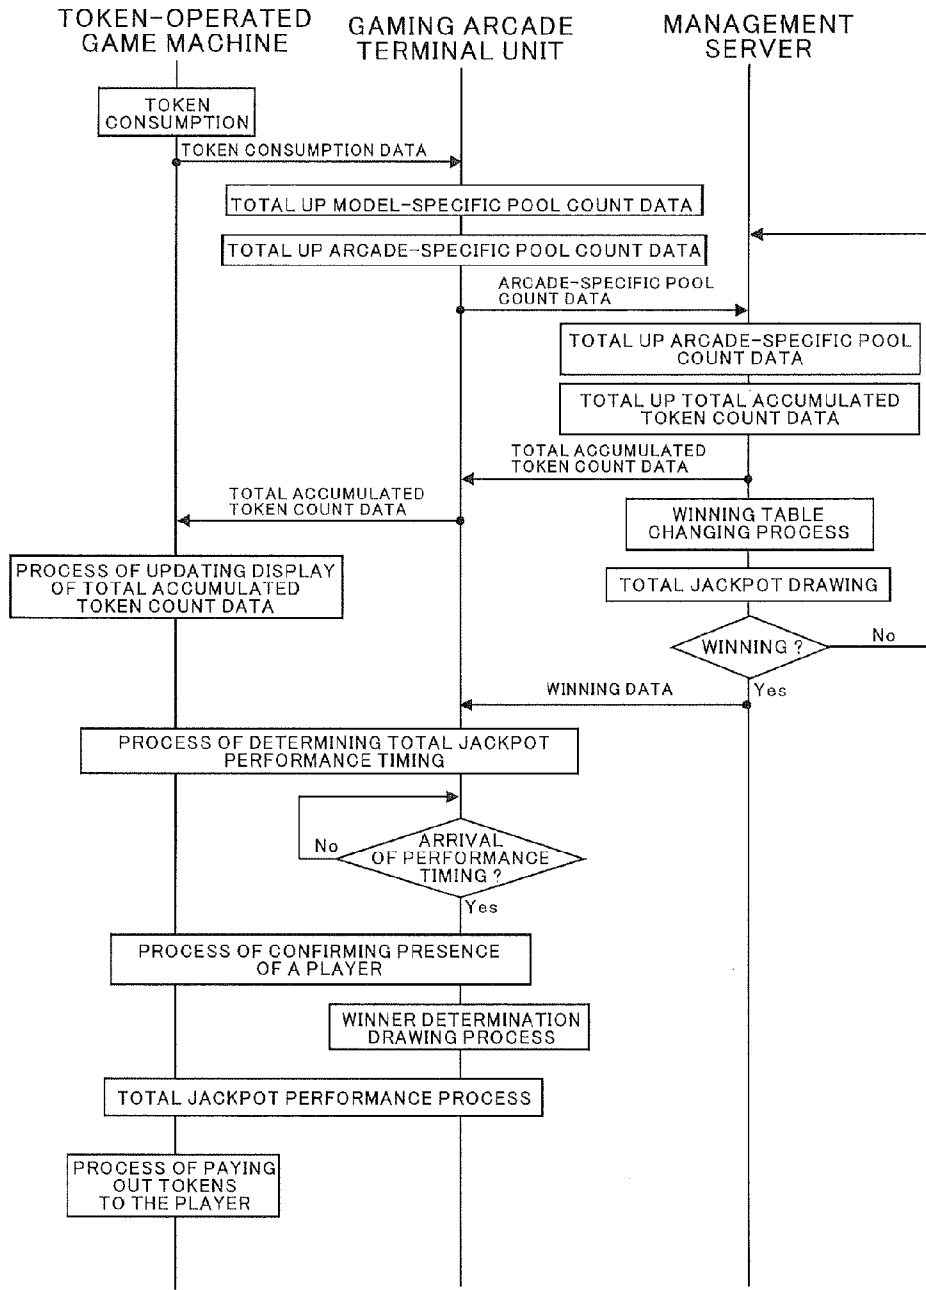 TOKEN-OPERATED
GAME MACHINE
GAMING ARCADE
TERMINAL UNIT
MANAGEMENT
SERVER
TOKEN
CONSUMPTION
TOKEN CONSUMPTION DATA
TOTAL UP MODEL-SPECIFIC POOL COUNT DATA
TOTAL UP ARCADE-SPECIFIC POOL COUNT DATA
ARCADE-SPECIFIC POOL
COUNT DATA
TOTAL UP ARCADE-SPECIFIC POOL
COUNT DATA
TOTAL UP TOTAL ACCUMULATED
TOKEN COUNT DATA
TOTAL ACCUMULATED
TOKEN COUNT DATA
TOTAL ACCUMULATED
TOKEN COUNT DATA
WINNING TABLE
CHANGING PROCESS
PROCESS OF UPDATING DISPLAY
OF TOTAL ACCUMULATED
TOKEN COUNT DATA
TOTAL JACKPOT DRAWING
WINNING ?
No
Yes
WINNING DATA
PROCESS OF DETERMINING TOTAL JACKPOT
PERFORMANCE TIMING
ARRIVAL
OF PERFORMANCE
TIMING ?
No
Yes
PROCESS OF CONFIRMING PRESENCE
OF A PLAYER
WINNER DETERMINATION
DRAWING PROCESS
TOTAL JACKPOT PERFORMANCE PROCESS
PROCESS OF PAYING
OUT TOKENS
TO THE PLAYER